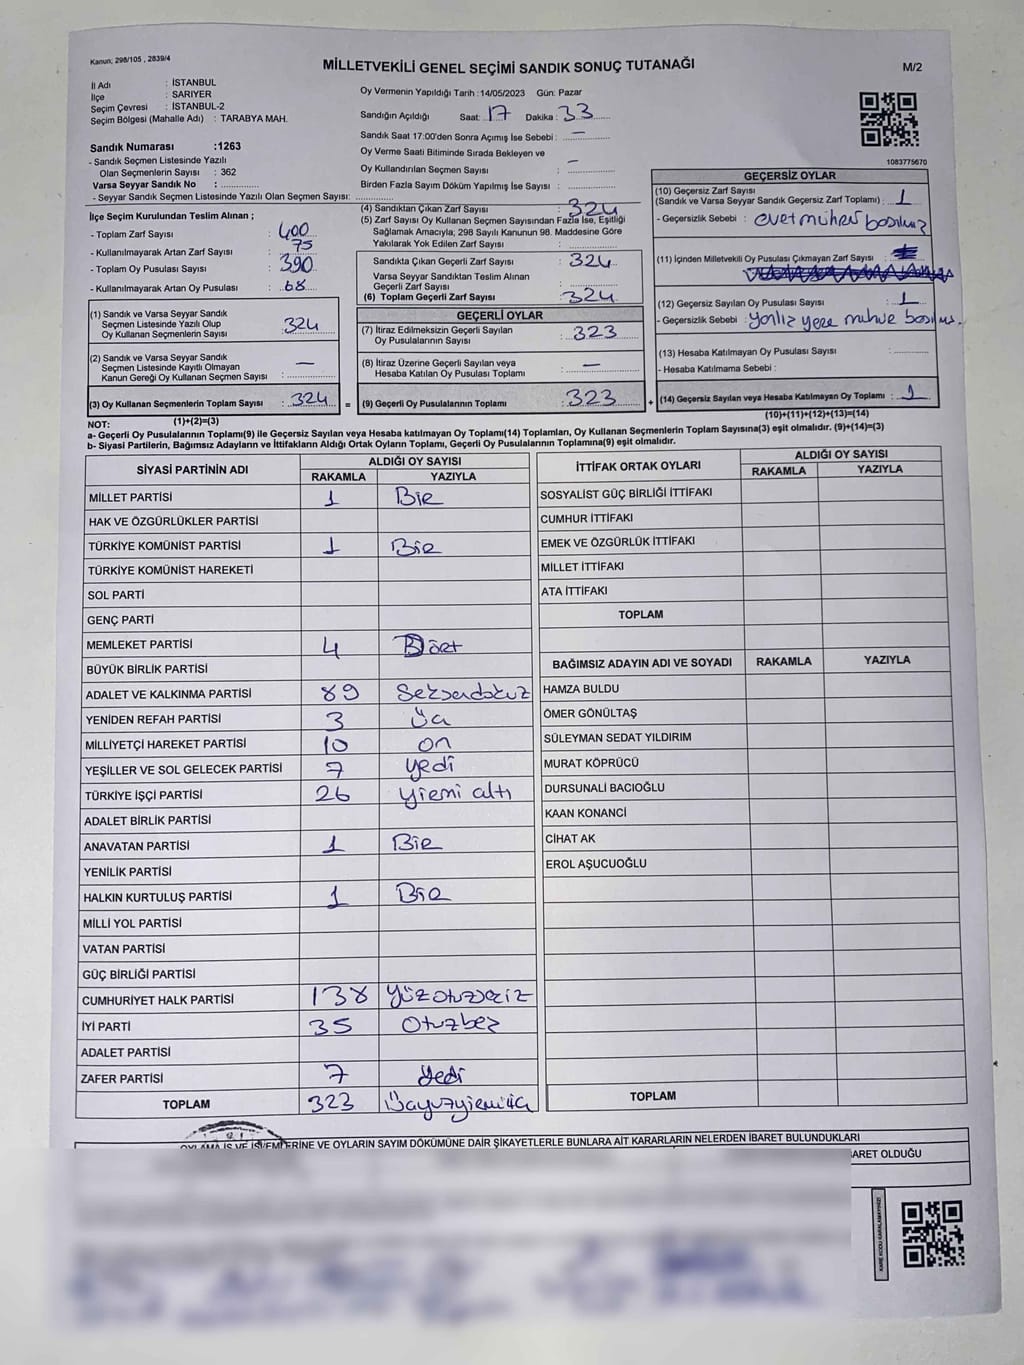 Kanun; 298/105 , 2839/4
MİLLETVEKİLİ GENEL SEÇİMİ SANDIK SONUÇ TUTANAĞI
M/2
İl Adı : İSTANBUL
İlçe : SARIYER
Seçim Çevresi : İSTANBUL-2
Seçim Bölgesi (Mahalle Adı) : TARABYA MAH.
Sandık Numarası :1263
- Sandık Seçmen Listesinde Yazılı
Olan Seçmenlerin Sayısı : 362
Varsa Seyyar Sandık No :
- Seyyar Sandık Seçmen Listesinde Yazılı Olan Seçmen Sayısı:
Oy Vermenin Yapıldığı Tarih :14/05/2023 Gün: Pazar
Sandığın Açıldığı Saat: 17 Dakika : 33
Sandık Saat 17:00'den Sonra Açımış İse Sebebi : —
Oy Verme Saati Bitiminde Sırada Bekleyen ve
Oy Kullandırılan Seçmen Sayısı : —
Birden Fazla Sayım Döküm Yapılmış İse Sayısı :
1083775670
İlçe Seçim Kurulundan Teslim Alınan ;
- Toplam Zarf Sayısı : 400
- Kullanılmayarak Artan Zarf Sayısı : 75
- Toplam Oy Pusulası Sayısı : 390
- Kullanılmayarak Artan Oy Pusulası : 68
(1) Sandık ve Varsa Seyyar Sandık
Seçmen Listesinde Yazılı Olup
Oy Kullanan Seçmenlerin Sayısı : 324
(2) Sandık ve Varsa Seyyar Sandık
Seçmen Listesinde Kayıtlı Olmayan
Kanun Gereği Oy Kullanan Seçmen Sayısı : —
(3) Oy Kullanan Seçmenlerin Toplam Sayısı : 324 =
(1)+(2)=(3)
(4) Sandıktan Çıkan Zarf Sayısı : 324
(5) Zarf Sayısı Oy Kullanan Seçmen Sayısından Fazla İse, Eşitliği
Sağlamak Amacıyla; 298 Sayılı Kanunun 98. Maddesine Göre
Yakılarak Yok Edilen Zarf Sayısı :
Sandıkta Çıkan Geçerli Zarf Sayısı : 324
Varsa Seyyar Sandıktan Teslim Alınan
Geçerli Zarf Sayısı :
(6) Toplam Geçerli Zarf Sayısı : 324
GEÇERLİ OYLAR
(7) İtiraz Edilmeksizin Geçerli Sayılan
Oy Pusulalarının Sayısı : 323
(8) İtiraz Üzerine Geçerli Sayılan veya
Hesaba Katılan Oy Pusulası Toplamı : —
(9) Geçerli Oy Pusulalarının Toplamı : 323 +
GEÇERSİZ OYLAR
(10) Geçersiz Zarf Sayısı
(Sandık ve Varsa Seyyar Sandık Geçersiz Zarf Toplamı) : 1
- Geçersizlik Sebebi : evet mühürü
(11) İçinden Milletvekili Oy Pusulası Çıkmayan Zarf Sayısı :
(12) Geçersiz Sayılan Oy Pusulası Sayısı : 1
- Geçersizlik Sebebi : yanlız yere
(13) Hesaba Katılmayan Oy Pusulası Sayısı :
- Hesaba Katılmama Sebebi :
(14) Geçersiz Sayılan veya Hesaba Katılmayan Oy Toplamı : 1
(10)+(11)+(12)+(13)=(14)
NOT:
a- Geçerli Oy Pusulalarının Toplamı(9) ile Geçersiz Sayılan veya Hesaba katılmayan Oy Toplamı(14) Toplamları, Oy Kullanan Seçmenlerin Toplam Sayısına(3) eşit olmalıdır. (9)+(14)=(3)
b- Siyasi Partilerin, Bağımsız Adayların ve İttifakların Aldığı Ortak Oyların Toplamı, Geçerli Oy Pusulalarının Toplamına(9) eşit olmalıdır.
SİYASİ PARTİNİN ADI
ALDIĞI OY SAYISI
RAKAMLA YAZIYLA
MİLLET PARTİSİ 1 Bir
HAK VE ÖZGÜRLÜKLER PARTİSİ
TÜRKİYE KOMÜNİST PARTİSİ 1 Bir
TÜRKİYE KOMÜNİST HAREKETİ
SOL PARTİ
GENÇ PARTİ
MEMLEKET PARTİSİ 4 Dört
BÜYÜK BİRLİK PARTİSİ
ADALET VE KALKINMA PARTİSİ 89 Seksendokuz
YENİDEN REFAH PARTİSİ 3 Üç
MİLLİYETÇİ HAREKET PARTİSİ 10 on
YEŞİLLER VE SOL GELECEK PARTİSİ 7 yedi
TÜRKİYE İŞÇİ PARTİSİ 26 yirmi altı
ADALET BİRLİK PARTİSİ
ANAVATAN PARTİSİ 1 Bir
YENİLİK PARTİSİ
HALKIN KURTULUŞ PARTİSİ 1 Bir
MİLLİ YOL PARTİSİ
VATAN PARTİSİ
GÜÇ BİRLİĞİ PARTİSİ
CUMHURİYET HALK PARTİSİ 138 yüzotuzsekiz
İYİ PARTİ 35 Otuzbeş
ADALET PARTİSİ
ZAFER PARTİSİ 7 Yedi
TOPLAM 323 Üçyüzyirmiüç
İTTİFAK ORTAK OYLARI
ALDIĞI OY SAYISI
RAKAMLA YAZIYLA
SOSYALİST GÜÇ BİRLİĞİ İTTİFAKI
CUMHUR İTTİFAKI
EMEK VE ÖZGÜRLÜK İTTİFAKI
MİLLET İTTİFAKI
ATA İTTİFAKI
TOPLAM
BAĞIMSIZ ADAYIN ADI VE SOYADI RAKAMLA YAZIYLA
HAMZA BULDU
ÖMER GÖNÜLTAŞ
SÜLEYMAN SEDAT YILDIRIM
MURAT KÖPRÜCÜ
DURSUNALİ BACIOĞLU
KAAN KONANCİ
CİHAT AK
EROL AŞUCUOĞLU
TOPLAM
OYLAMA İŞ VE İŞLEMLERİNE VE OYLARIN SAYIM DÖKÜMÜNE DAİR ŞİKAYETLERLE BUNLARA AİT KARARLARIN NELERDEN İBARET BULUNDUKLARI
BARET OLDUĞU
KARE KODU KARALAMAYINIZ!